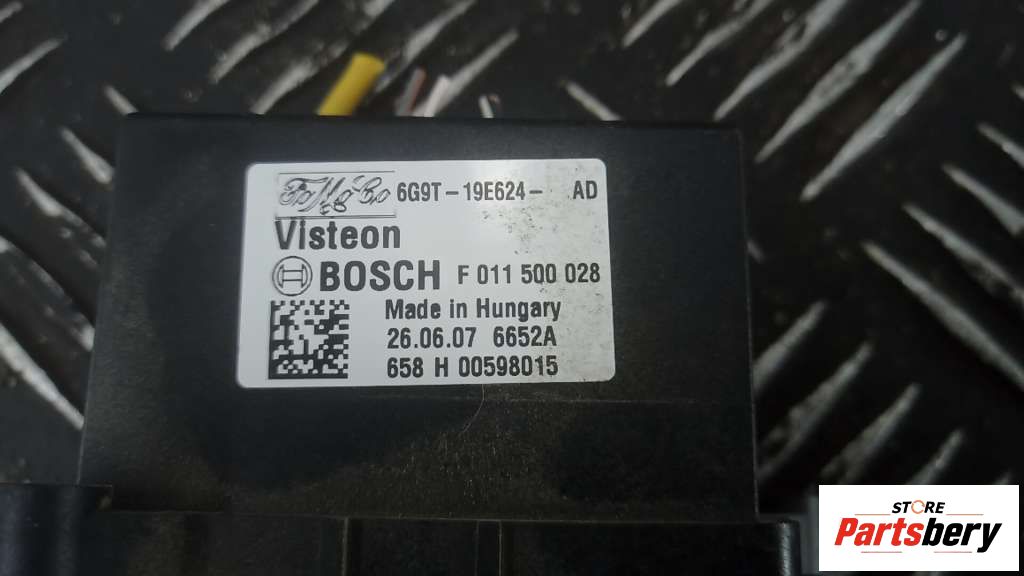 FoMoCo 6G9T-19E624- AD
Visteon
BOSCH F 011 500 028
Made in Hungary
26.06.07 6652A
658 H 00598015
STORE
Partsbery